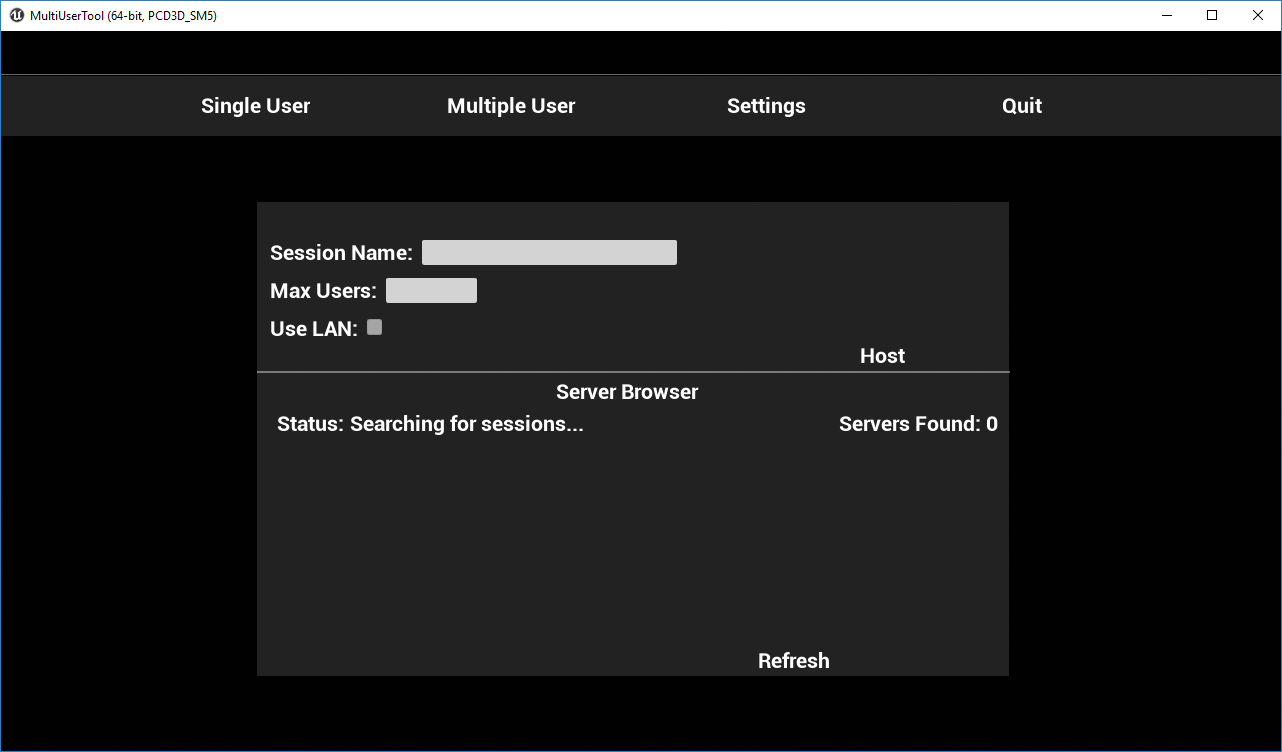 MultiUserTool (64-bit, PCD3D_SM5)
Single User Multiple User Settings Quit
Session Name:
Max Users:
Use LAN:
Host
Server Browser
Status: Searching for sessions... Servers Found: 0
Refresh